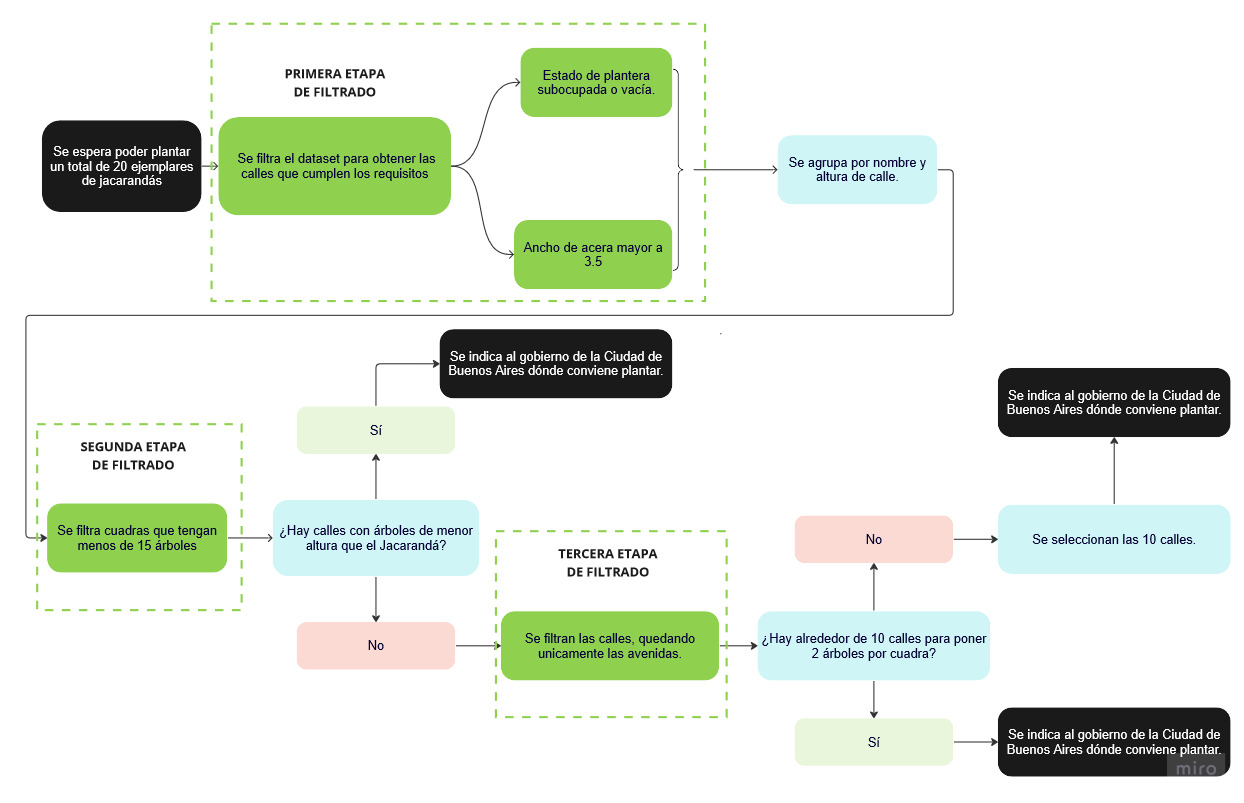 PRIMERA ETAPA
DE FILTRADO
Se espera poder plantar
un total de 20 ejemplares
de jacarandás
Se filtra el dataset para obtener las
calles que cumplen los requisitos
Estado de plantera
subocupada o vacía.
Ancho de acera mayor a
3.5
Se agrupa por nombre y
altura de calle.
SEGUNDA ETAPA
DE FILTRADO
Se filtra cuadras que tengan
menos de 15 árboles
¿Hay calles con árboles de menor
altura que el Jacarandá?
Sí
Se indica al gobierno de la Ciudad de
Buenos Aires dónde conviene plantar.
No
TERCERA ETAPA
DE FILTRADO
Se filtran las calles, quedando
unicamente las avenidas.
¿Hay alrededor de 10 calles para poner
2 árboles por cuadra?
No
Se seleccionan las 10 calles.
Se indica al gobierno de la Ciudad de
Buenos Aires dónde conviene plantar.
Sí
Se indica al gobierno de la Ciudad de
Buenos Aires dónde conviene plantar.
miro